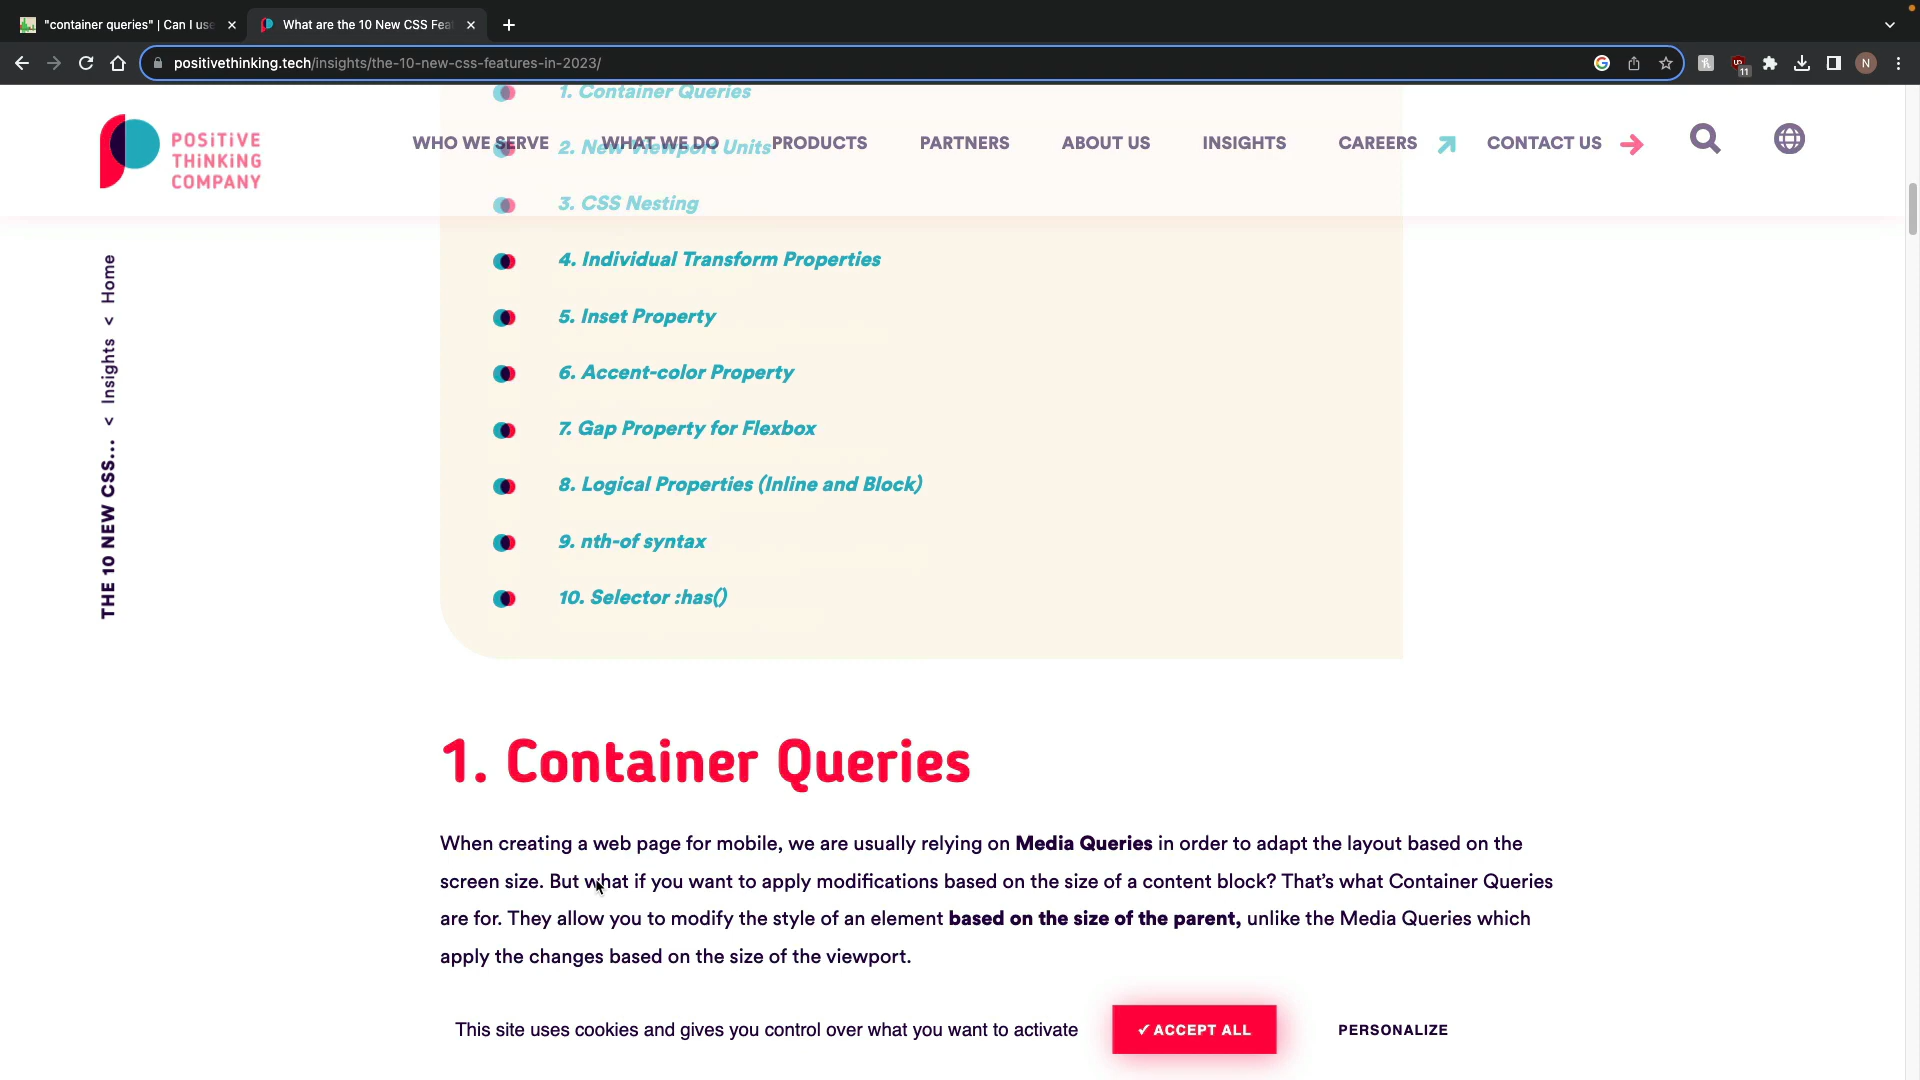 "container queries" | Can I use
What are the 10 New CSS Fea
positivethinking.tech/insights/the-10-new-css-features-in-2023/
11
N
POSiTiVE
THiNKiNG
COMPANY
WHO WE SERVE
WHAT WE DO
PRODUCTS
PARTNERS
ABOUT US
INSIGHTS
CAREERS
CONTACT US
THE 10 NEW CSS... < Insights < Home
1. Container Queries
2. New Viewport Units
3. CSS Nesting
4. Individual Transform Properties
5. Inset Property
6. Accent-color Property
7. Gap Property for Flexbox
8. Logical Properties (Inline and Block)
9. nth-of syntax
10. Selector :has()
1. Container Queries
When creating a web page for mobile, we are usually relying on Media Queries in order to adapt the layout based on the
screen size. But what if you want to apply modifications based on the size of a content block? That's what Container Queries
are for. They allow you to modify the style of an element based on the size of the parent, unlike the Media Queries which
apply the changes based on the size of the viewport.
This site uses cookies and gives you control over what you want to activate
✓ ACCEPT ALL
PERSONALIZE